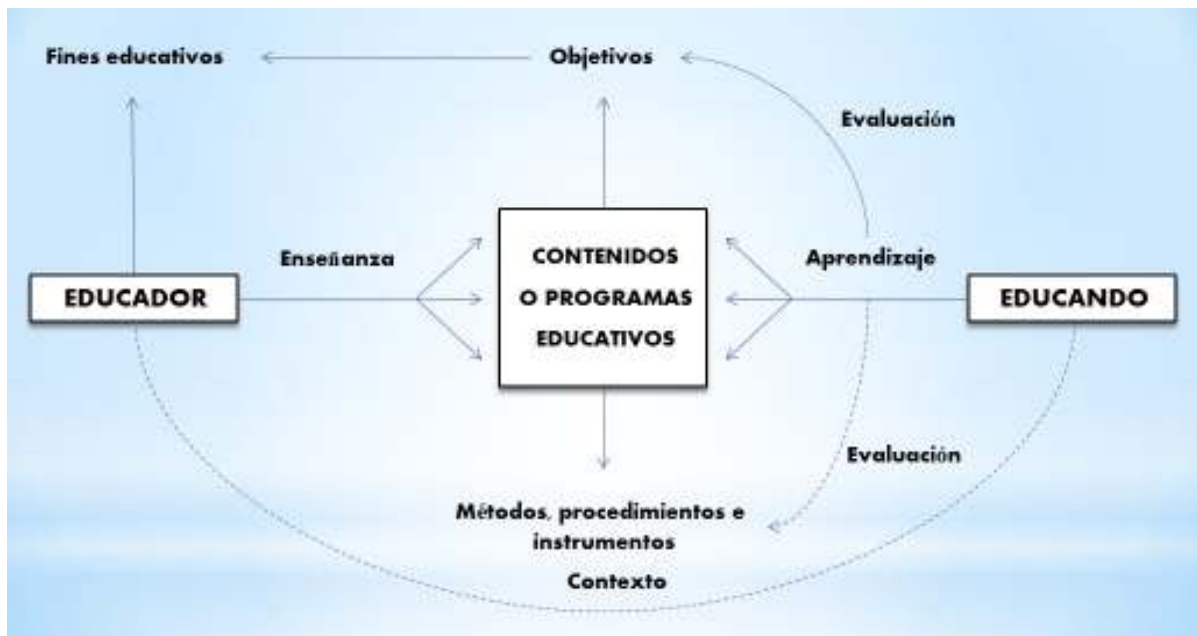 Fines educativos
Objetivos
Evaluación
Enseñanza
CONTENIDOS
O PROGRAMAS
EDUCATIVOS
Aprendizaje
EDUCADOR
EDUCANDO
Evaluación
Métodos, procedimientos e
instrumentos
Contexto